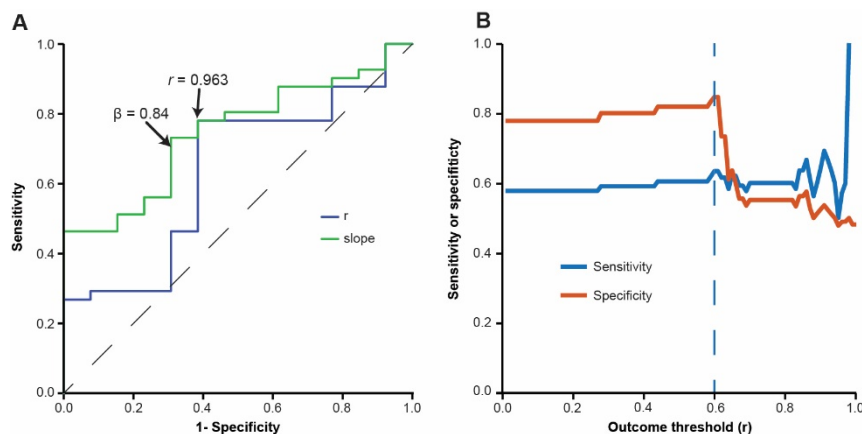 A
1.0
0.8
0.6
0.4
0.2
0.0
Sensitivity
r = 0.963
β = 0.84
r
slope
0.0 0.2 0.4 0.6 0.8 1.0
1- Specificity
B
1.0
0.8
0.6
0.4
0.2
0.0
Sensitivity or specifiticty
Sensitivity
Specificity
0.0 0.2 0.4 0.6 0.8 1.0
Outcome threshold (r)